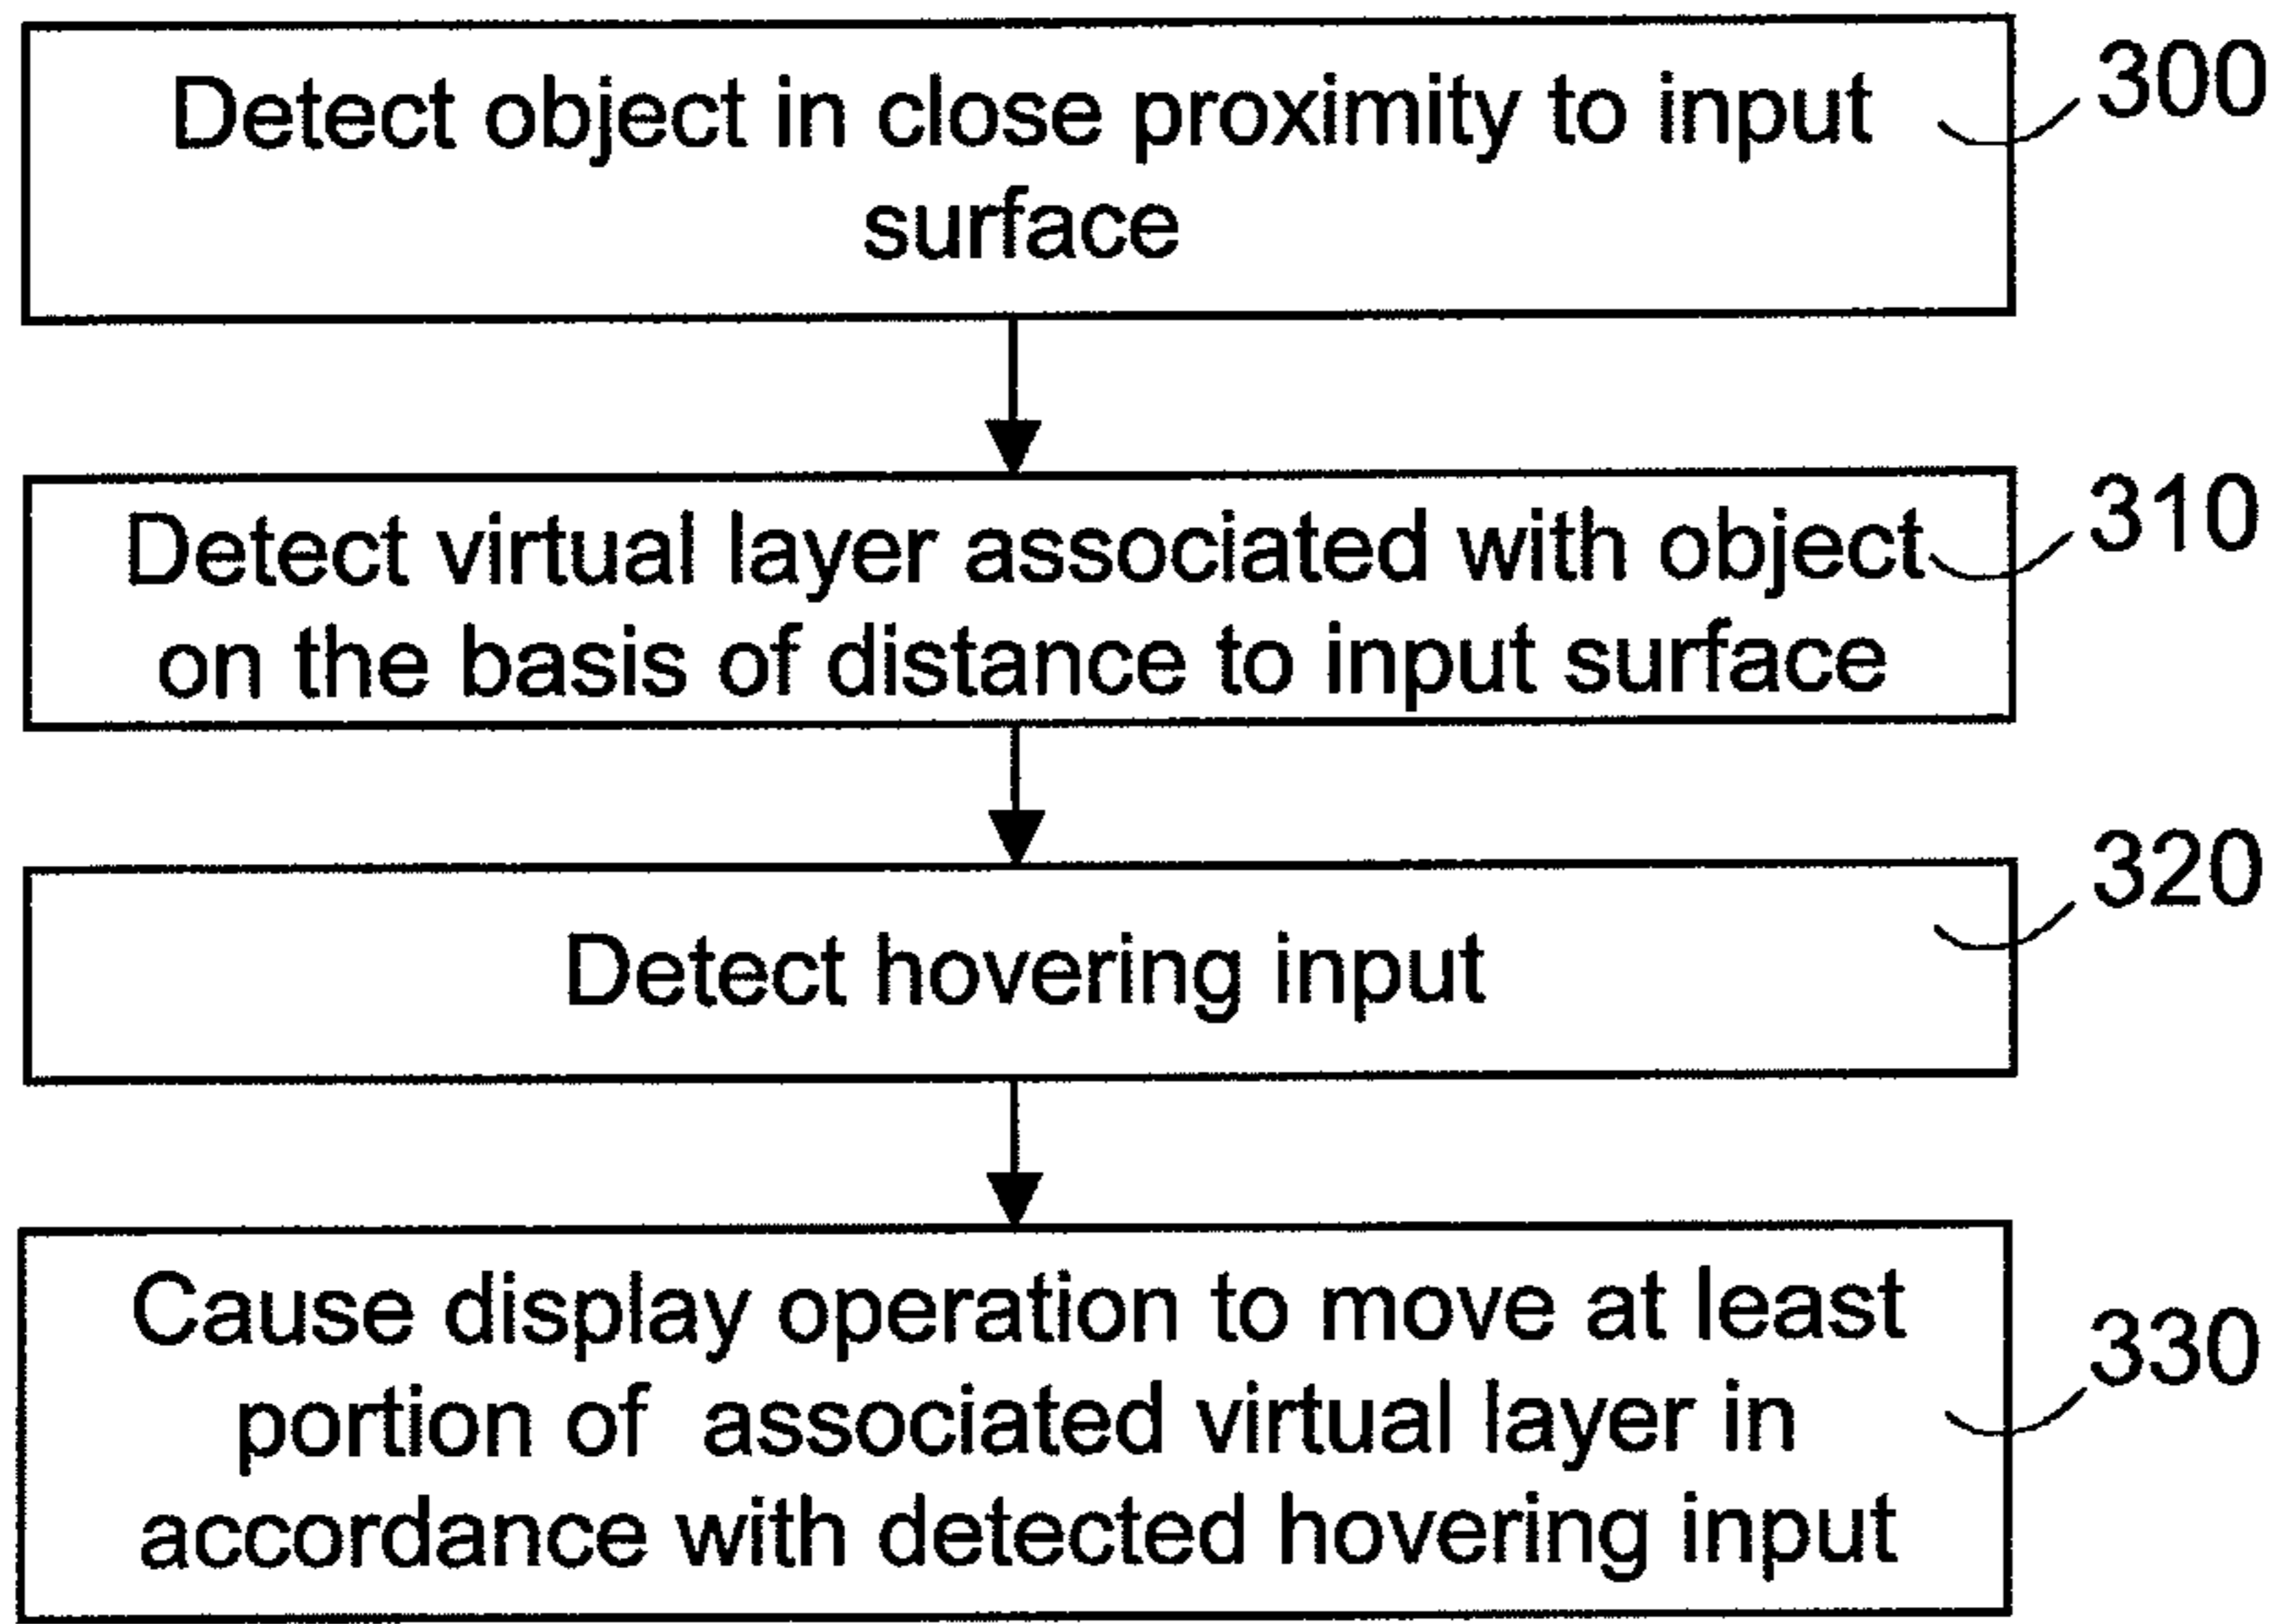 Detect object in close proximity to input
surface
300
Detect virtual layer associated with object
on the basis of distance to input surface
310
Detect hovering input
320
Cause display operation to move at least
portion of associated virtual layer in
accordance with detected hovering input
330